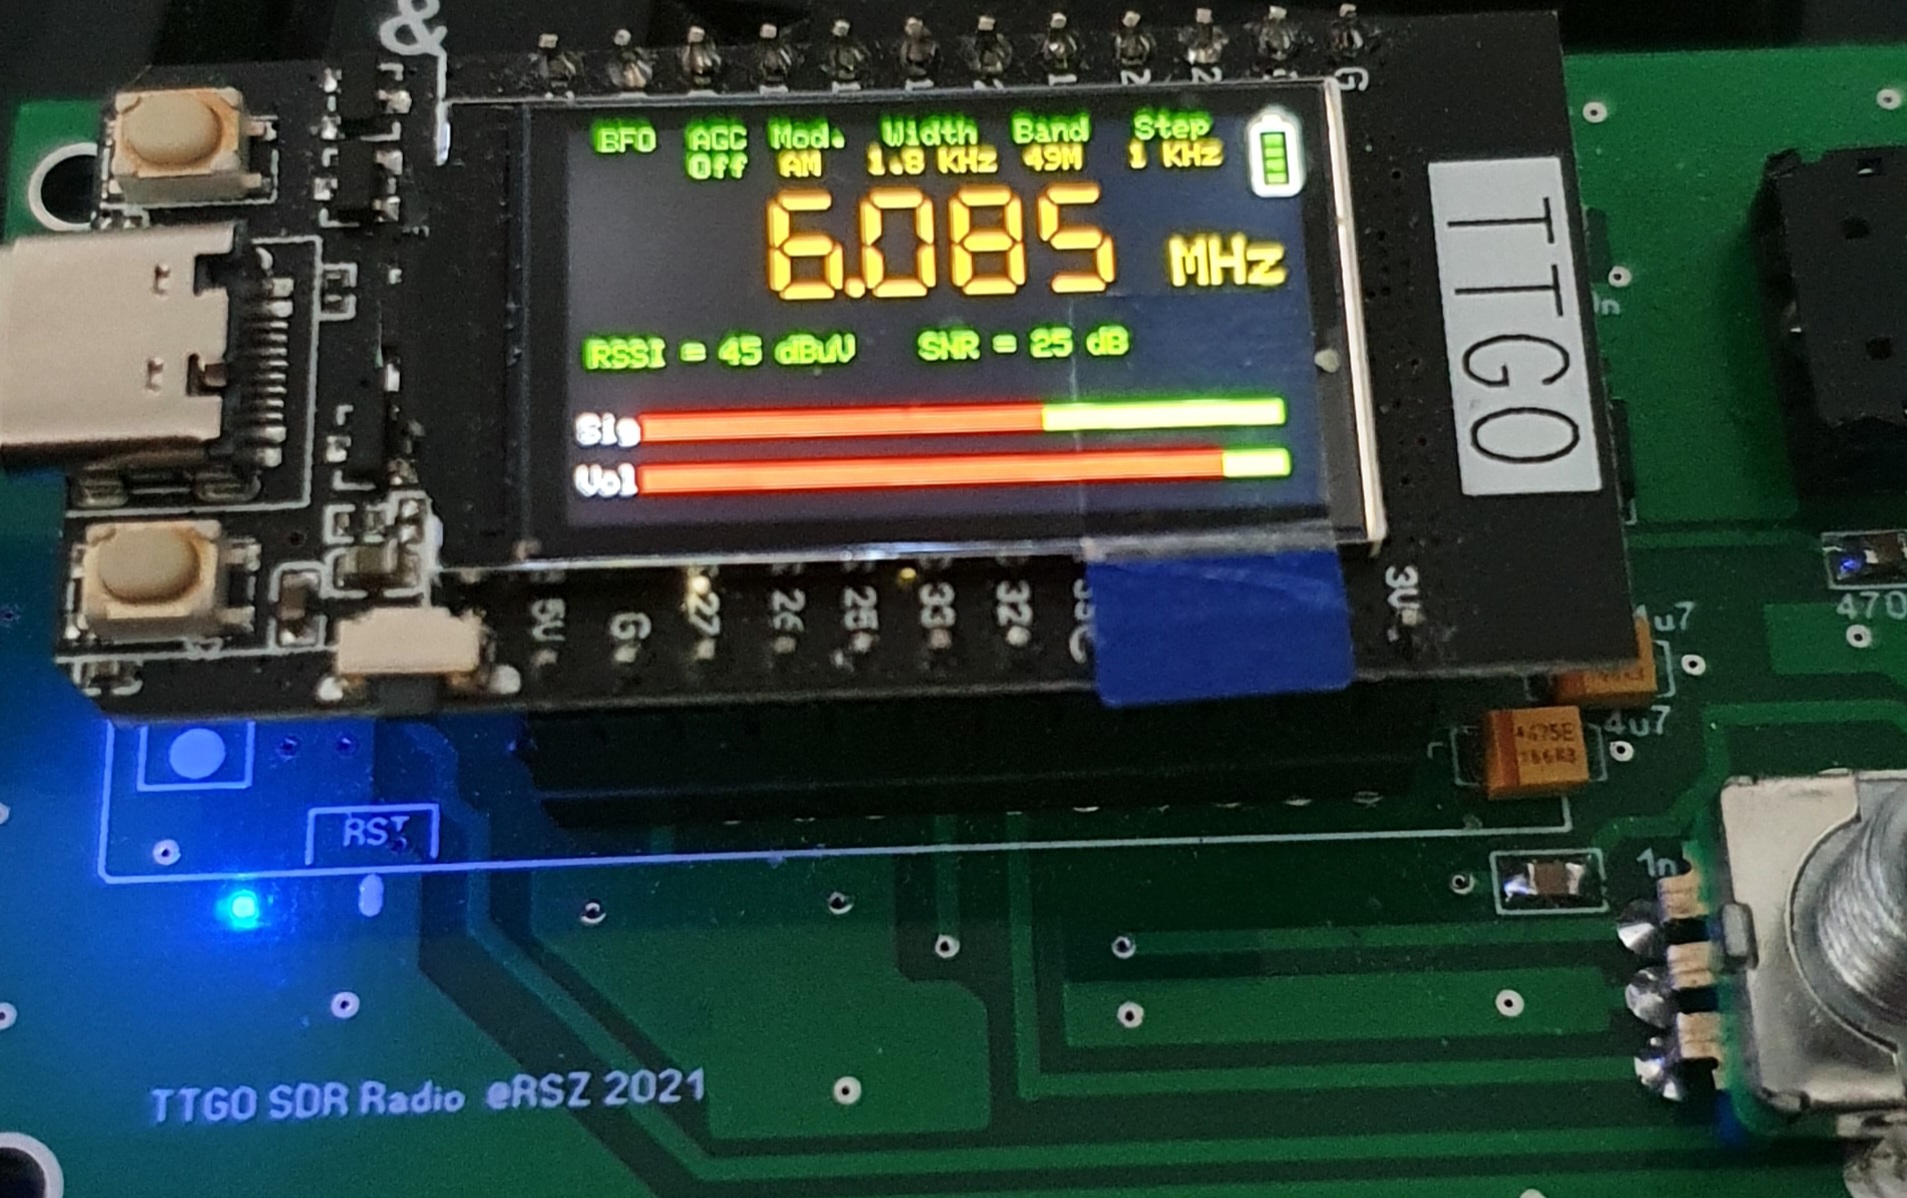 &
G
BFO AGC Mod. Width Band Step
Off AM 1.8 KHz 49M 1 KHz
6.085 MHz
RSSI = 45 dBuV SNR = 25 dB
Sig
Vol
TTGO
5V G 27 26 25 33 32 3V
1n
470
4u7
4u7
475E
RST
1n
TTGO SDR Radio @RSZ 2021